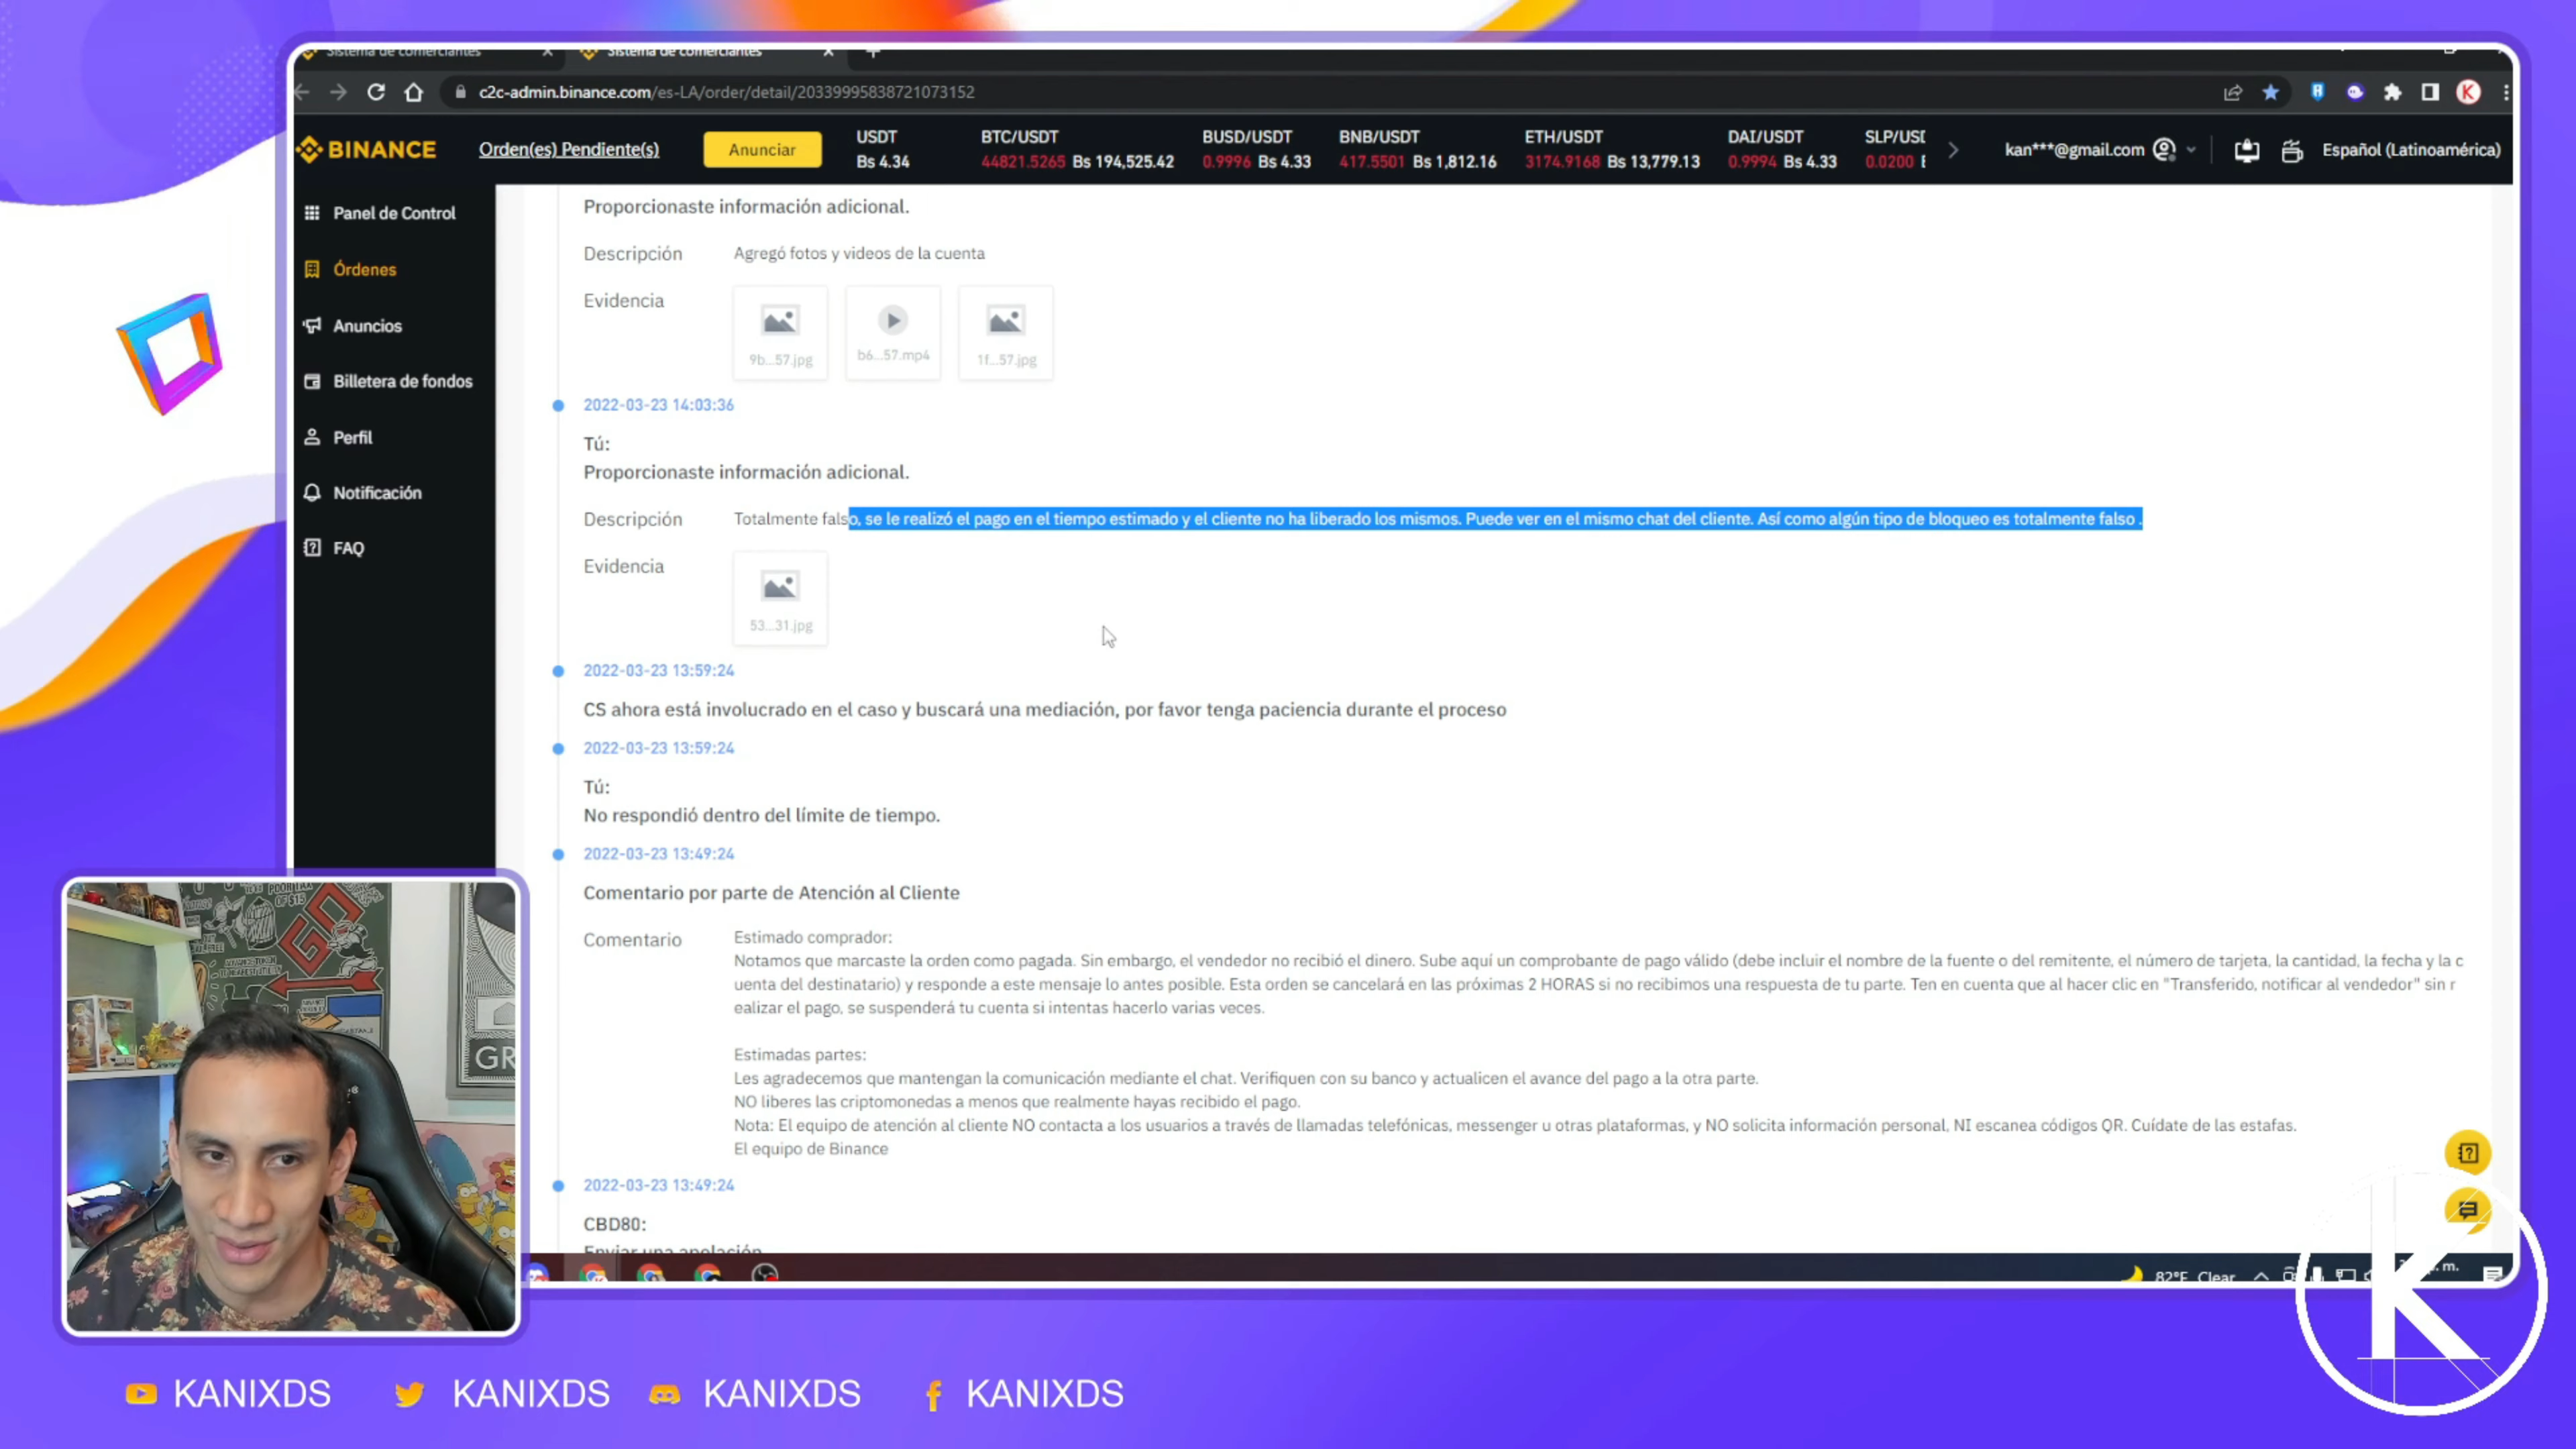 Sistema de comerciantes
Sistema de comerciantes
c2c-admin.binance.com/es-LA/order/detail/20339995838721073152
BINANCE
Orden(es) Pendiente(s)
Anunciar
USDT
Bs 4.34
BTC/USDT
44821.5265 Bs 194,525.42
BUSD/USDT
0.9996 Bs 4.33
BNB/USDT
417.5501 Bs 1,812.16
ETH/USDT
3174.9168 Bs 13,779.13
DAI/USDT
0.9994 Bs 4.33
SLP/USD
0.0200
kan***@gmail.com
Español (Latinoamérica)
Panel de Control
Órdenes
Anuncios
Billetera de fondos
Perfil
Notificación
FAQ
Proporcionaste información adicional.
Descripción Agregó fotos y videos de la cuenta
Evidencia
9b...57.jpg
b6...57.mp4
1f...57.jpg
2022-03-23 14:03:36
Tú:
Proporcionaste información adicional.
Descripción Totalmente falso, se le realizó el pago en el tiempo estimado y el cliente no ha liberado los mismos. Puede ver en el mismo chat del cliente. Así como algún tipo de bloqueo es totalmente falso .
Evidencia
53...31.jpg
2022-03-23 13:59:24
CS ahora está involucrado en el caso y buscará una mediación, por favor tenga paciencia durante el proceso
2022-03-23 13:59:24
Tú:
No respondió dentro del límite de tiempo.
2022-03-23 13:49:24
Comentario por parte de Atención al Cliente
Comentario Estimado comprador:
Notamos que marcaste la orden como pagada. Sin embargo, el vendedor no recibió el dinero. Sube aquí un comprobante de pago válido (debe incluir el nombre de la fuente o del remitente, el número de tarjeta, la cantidad, la fecha y la c
uenta del destinatario) y responde a este mensaje lo antes posible. Esta orden se cancelará en las próximas 2 HORAS si no recibimos una respuesta de tu parte. Ten en cuenta que al hacer clic en "Transferido, notificar al vendedor" sin r
ealizar el pago, se suspenderá tu cuenta si intentas hacerlo varias veces.
Estimadas partes:
Les agradecemos que mantengan la comunicación mediante el chat. Verifiquen con su banco y actualicen el avance del pago a la otra parte.
NO liberes las criptomonedas a menos que realmente hayas recibido el pago.
Nota: El equipo de atención al cliente NO contacta a los usuarios a través de llamadas telefónicas, messenger u otras plataformas, y NO solicita información personal, NI escanea códigos QR. Cuídate de las estafas.
El equipo de Binance
2022-03-23 13:49:24
CBD80:
Enviar una apelación
82°F Clear
. m.
POOR TAX
OF $15
GO
GR
K
KANIXDS
KANIXDS
KANIXDS
KANIXDS